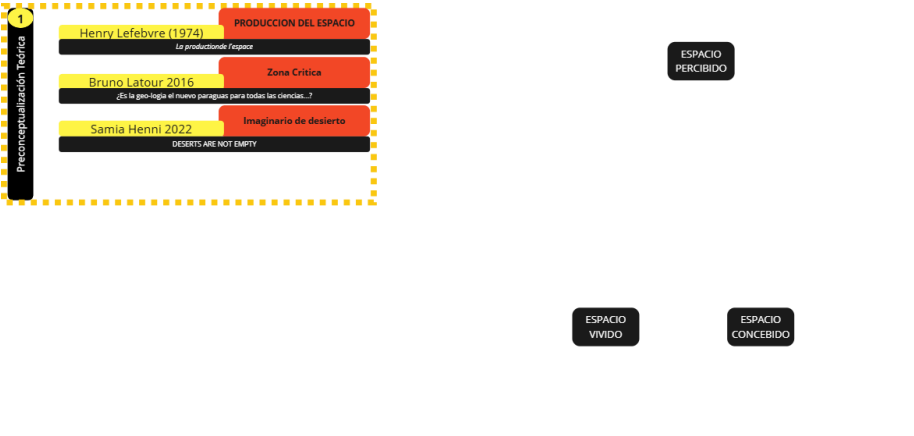 1
Preconceptualización Teórica
PRODUCCION DEL ESPACIO
Henry Lefebvre (1974)
La productionde l'espace
Zona Critica
Bruno Latour 2016
¿Es la geo-logia el nuevo paraguas para todas las ciencias...?
Imaginario de desierto
Samia Henni 2022
DESERTS ARE NOT EMPTY
ESPACIO
PERCIBIDO
ESPACIO
VIVIDO
ESPACIO
CONCEBIDO